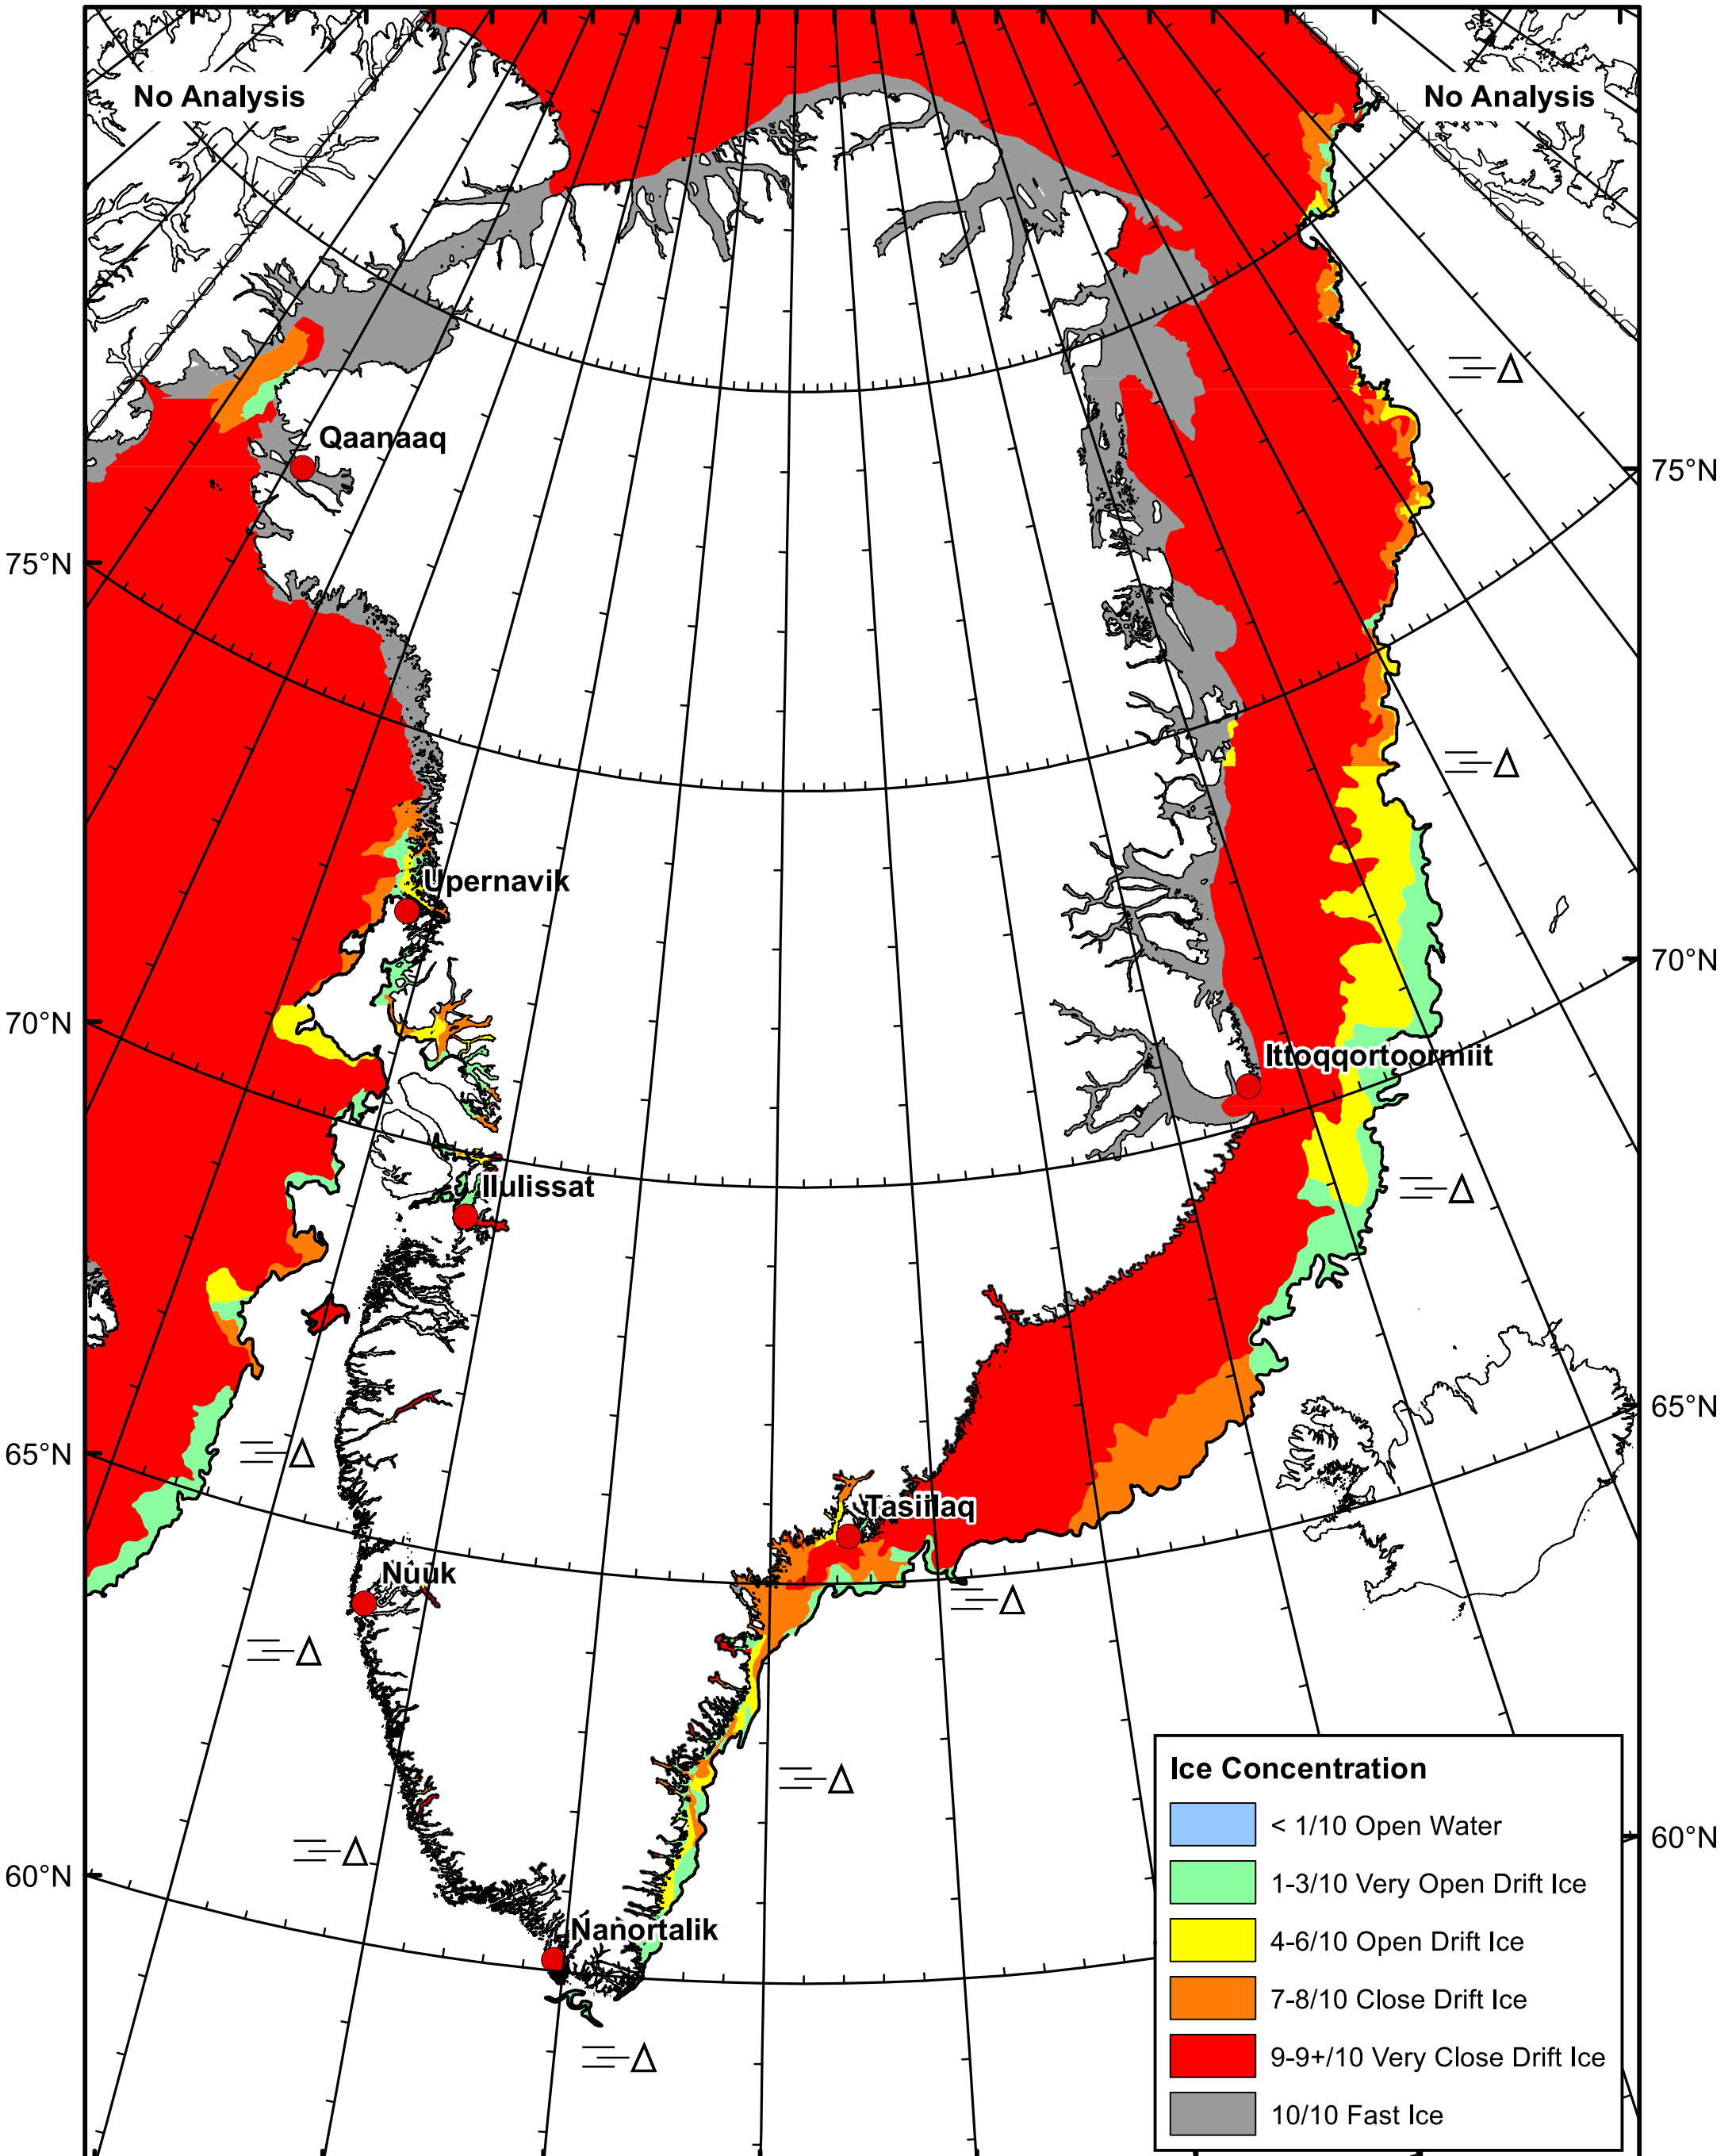 No Analysis
No Analysis
Qaanaaq
75°N
75°N
Upernavik
70°N
70°N
Ittoqqortoormiit
Ilulissat
65°N
65°N
Tasiilaq
Nuuk
60°N
60°N
Nanortalik
Ice Concentration
< 1/10 Open Water
1-3/10 Very Open Drift Ice
4-6/10 Open Drift Ice
7-8/10 Close Drift Ice
9-9+/10 Very Close Drift Ice
10/10 Fast Ice